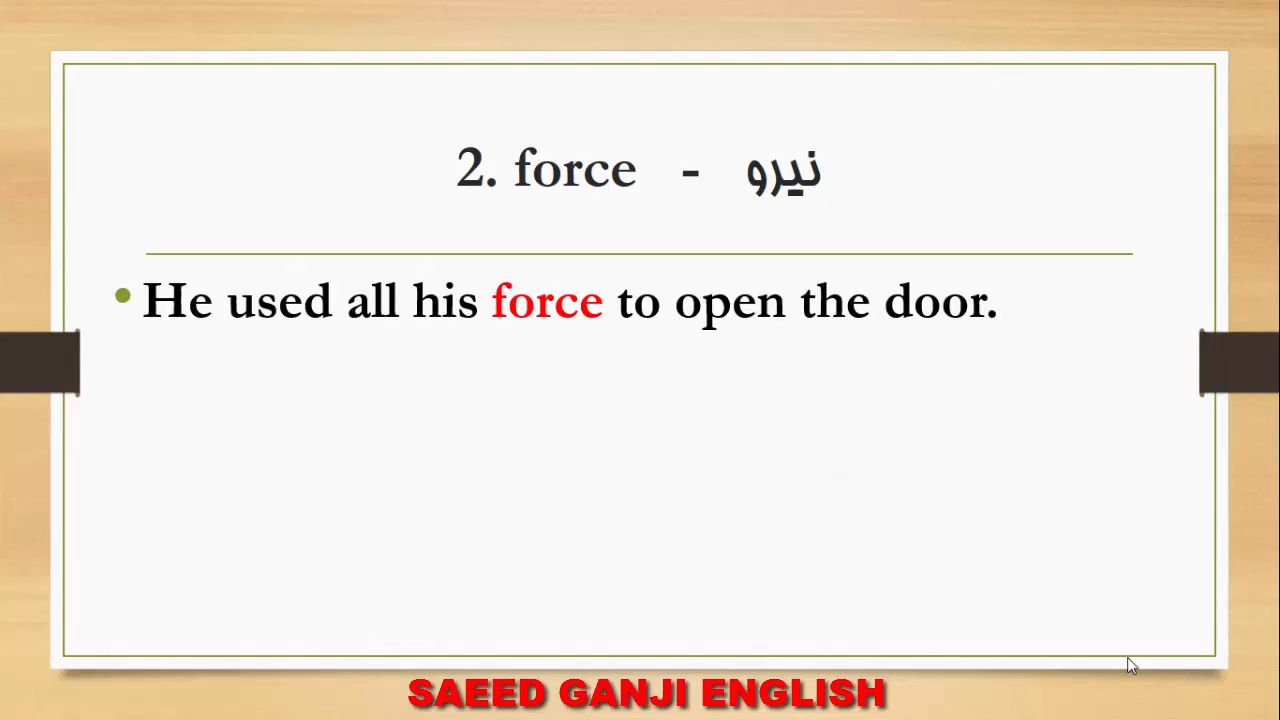 2. force - نیرو
• He used all his force to open the door.
SAEED GANJI ENGLISH